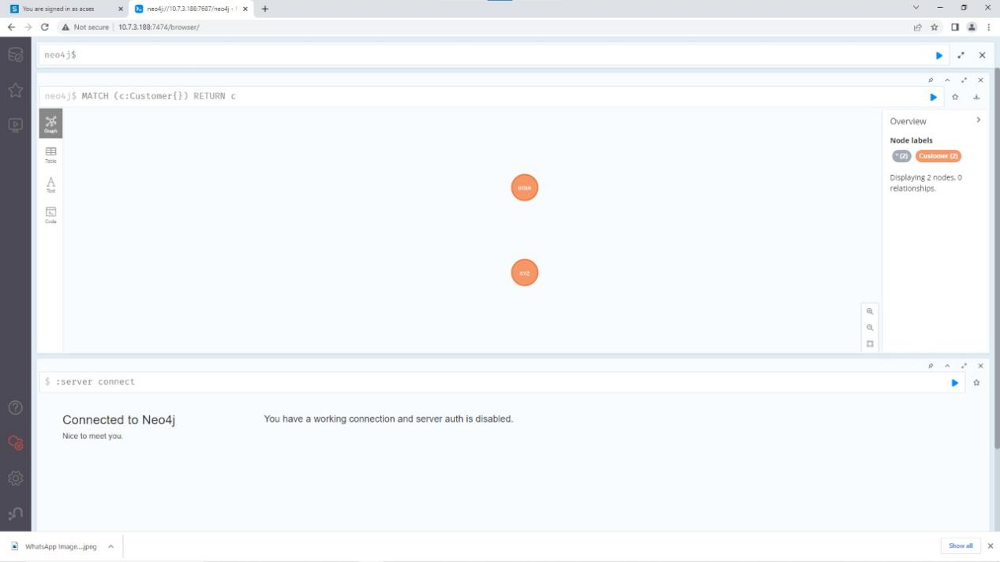 You are signed in as acses
neo4j://10.7.3.188:7687/neo4j -
Not secure 10.7.3.188:7474/browser/
neo4j$
neo4j$ MATCH (c:Customer{}) RETURN c
Graph
Table
Text
Code
BGMI
XYZ
Overview
Node labels
* (2) Customer (2)
Displaying 2 nodes, 0
relationships.
$ :server connect
Connected to Neo4j
Nice to meet you.
You have a working connection and server auth is disabled.
WhatsApp Image....jpeg
Show all